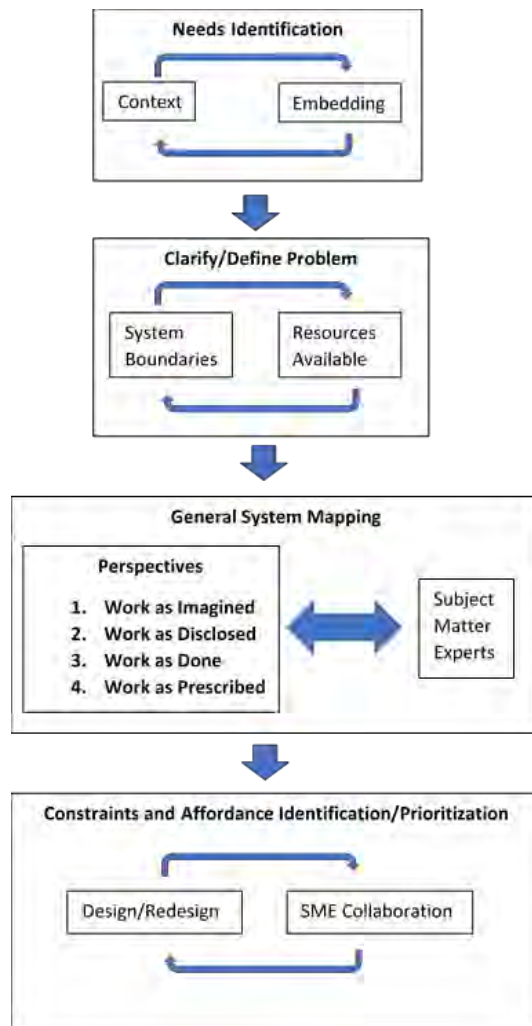 Needs Identification
Context
Embedding
Clarify/Define Problem
System
Boundaries
Resources
Available
General System Mapping
Perspectives
1. Work as Imagined
2. Work as Disclosed
3. Work as Done
4. Work as Prescribed
Subject
Matter
Experts
Constraints and Affordance Identification/Prioritization
Design/Redesign
SME Collaboration